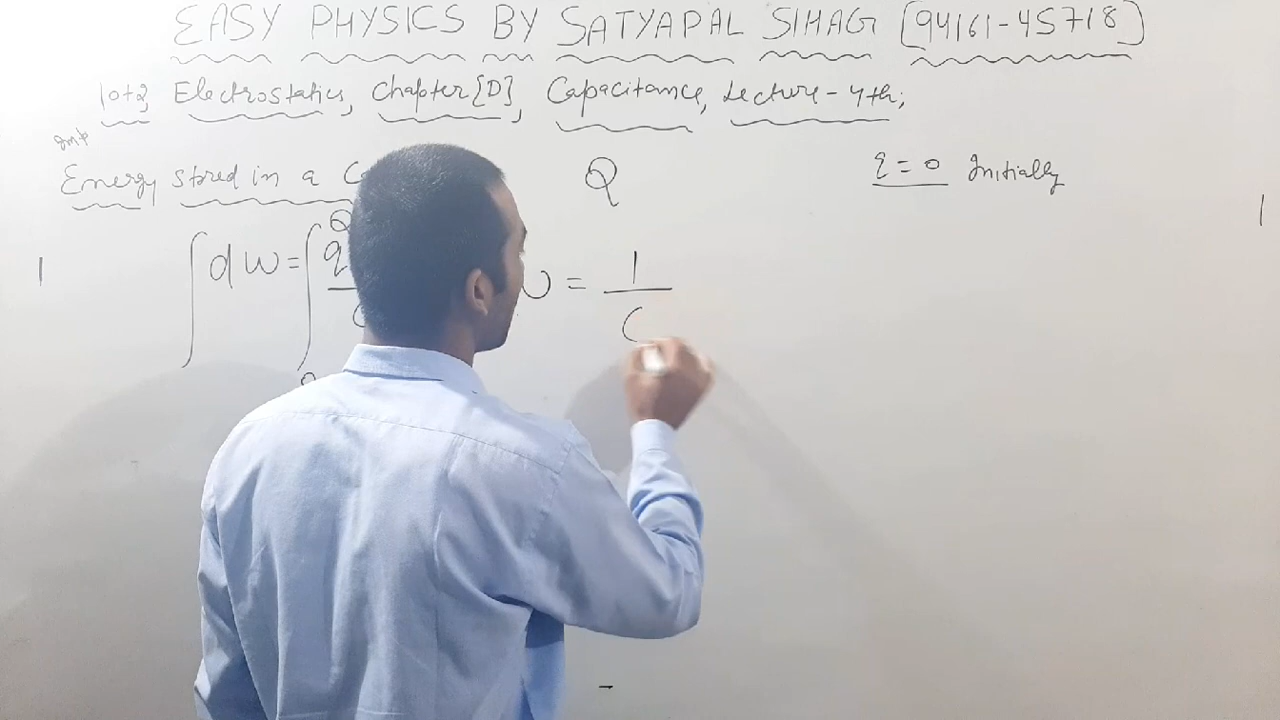 EASY PHYSICS BY SATYAPAL SIHAG [94161-45718]
10+2, Electrostatics, Chapter [D], Capacitance, Lecture-4th;
Imp
Energy stored in a C
Q
q = 0 Initially
Q
∫dw = ∫q
C
0
ω = 1
C